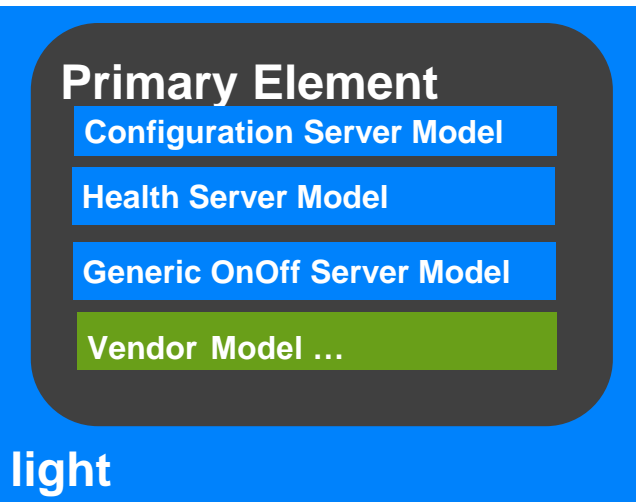 Primary Element
Configuration Server Model
Health Server Model
Generic OnOff Server Model
Vendor Model …
light